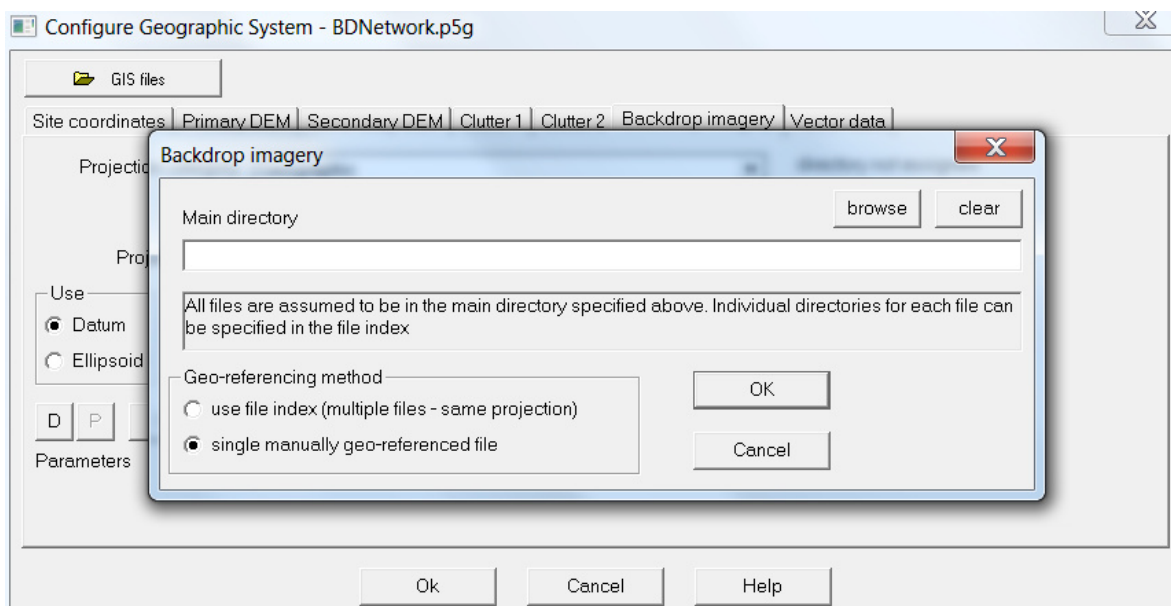 Configure Geographic System - BDNetwork.p5g
GIS files
Site coordinates Primary DEM Secondary DEM Clutter 1 Clutter 2 Backdrop imagery Vector data
Backdrop imagery
Main directory
browse
clear
All files are assumed to be in the main directory specified above. Individual directories for each file can
be specified in the file index
Use
Datum
Ellipsoid
Geo-referencing method
use file index (multiple files - same projection)
single manually geo-referenced file
OK
Cancel
D P
Parameters
Ok Cancel Help